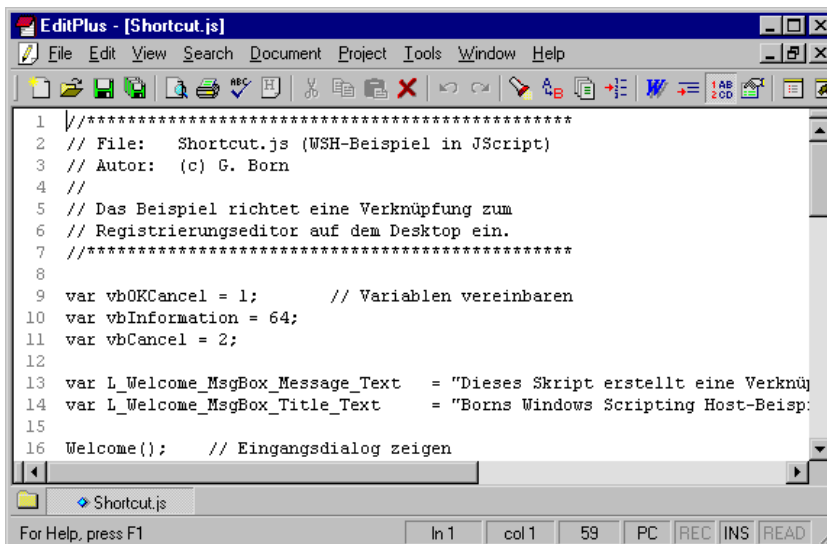 EditPlus - [Shortcut.js]
File Edit View Search Document Project Tools Window Help
1 //************************************************
2 // File:   Shortcut.js (WSH-Beispiel in JScript)
3 // Autor:  (c) G. Born
4 //
5 // Das Beispiel richtet eine Verknüpfung zum
6 // Registrierungseditor auf dem Desktop ein.
7 //************************************************
8
9 var vbOKCancel = 1;       // Variablen vereinbaren
10 var vbInformation = 64;
11 var vbCancel = 2;
12
13 var L_Welcome_MsgBox_Message_Text   = "Dieses Skript erstellt eine
14 var L_Welcome_MsgBox_Title_Text     = "Borns Windows Scripting
15
16 Welcome();    // Eingangsdialog zeigen
Shortcut.js
For Help, press F1 ln 1 col 1 59 PC REC INS READ